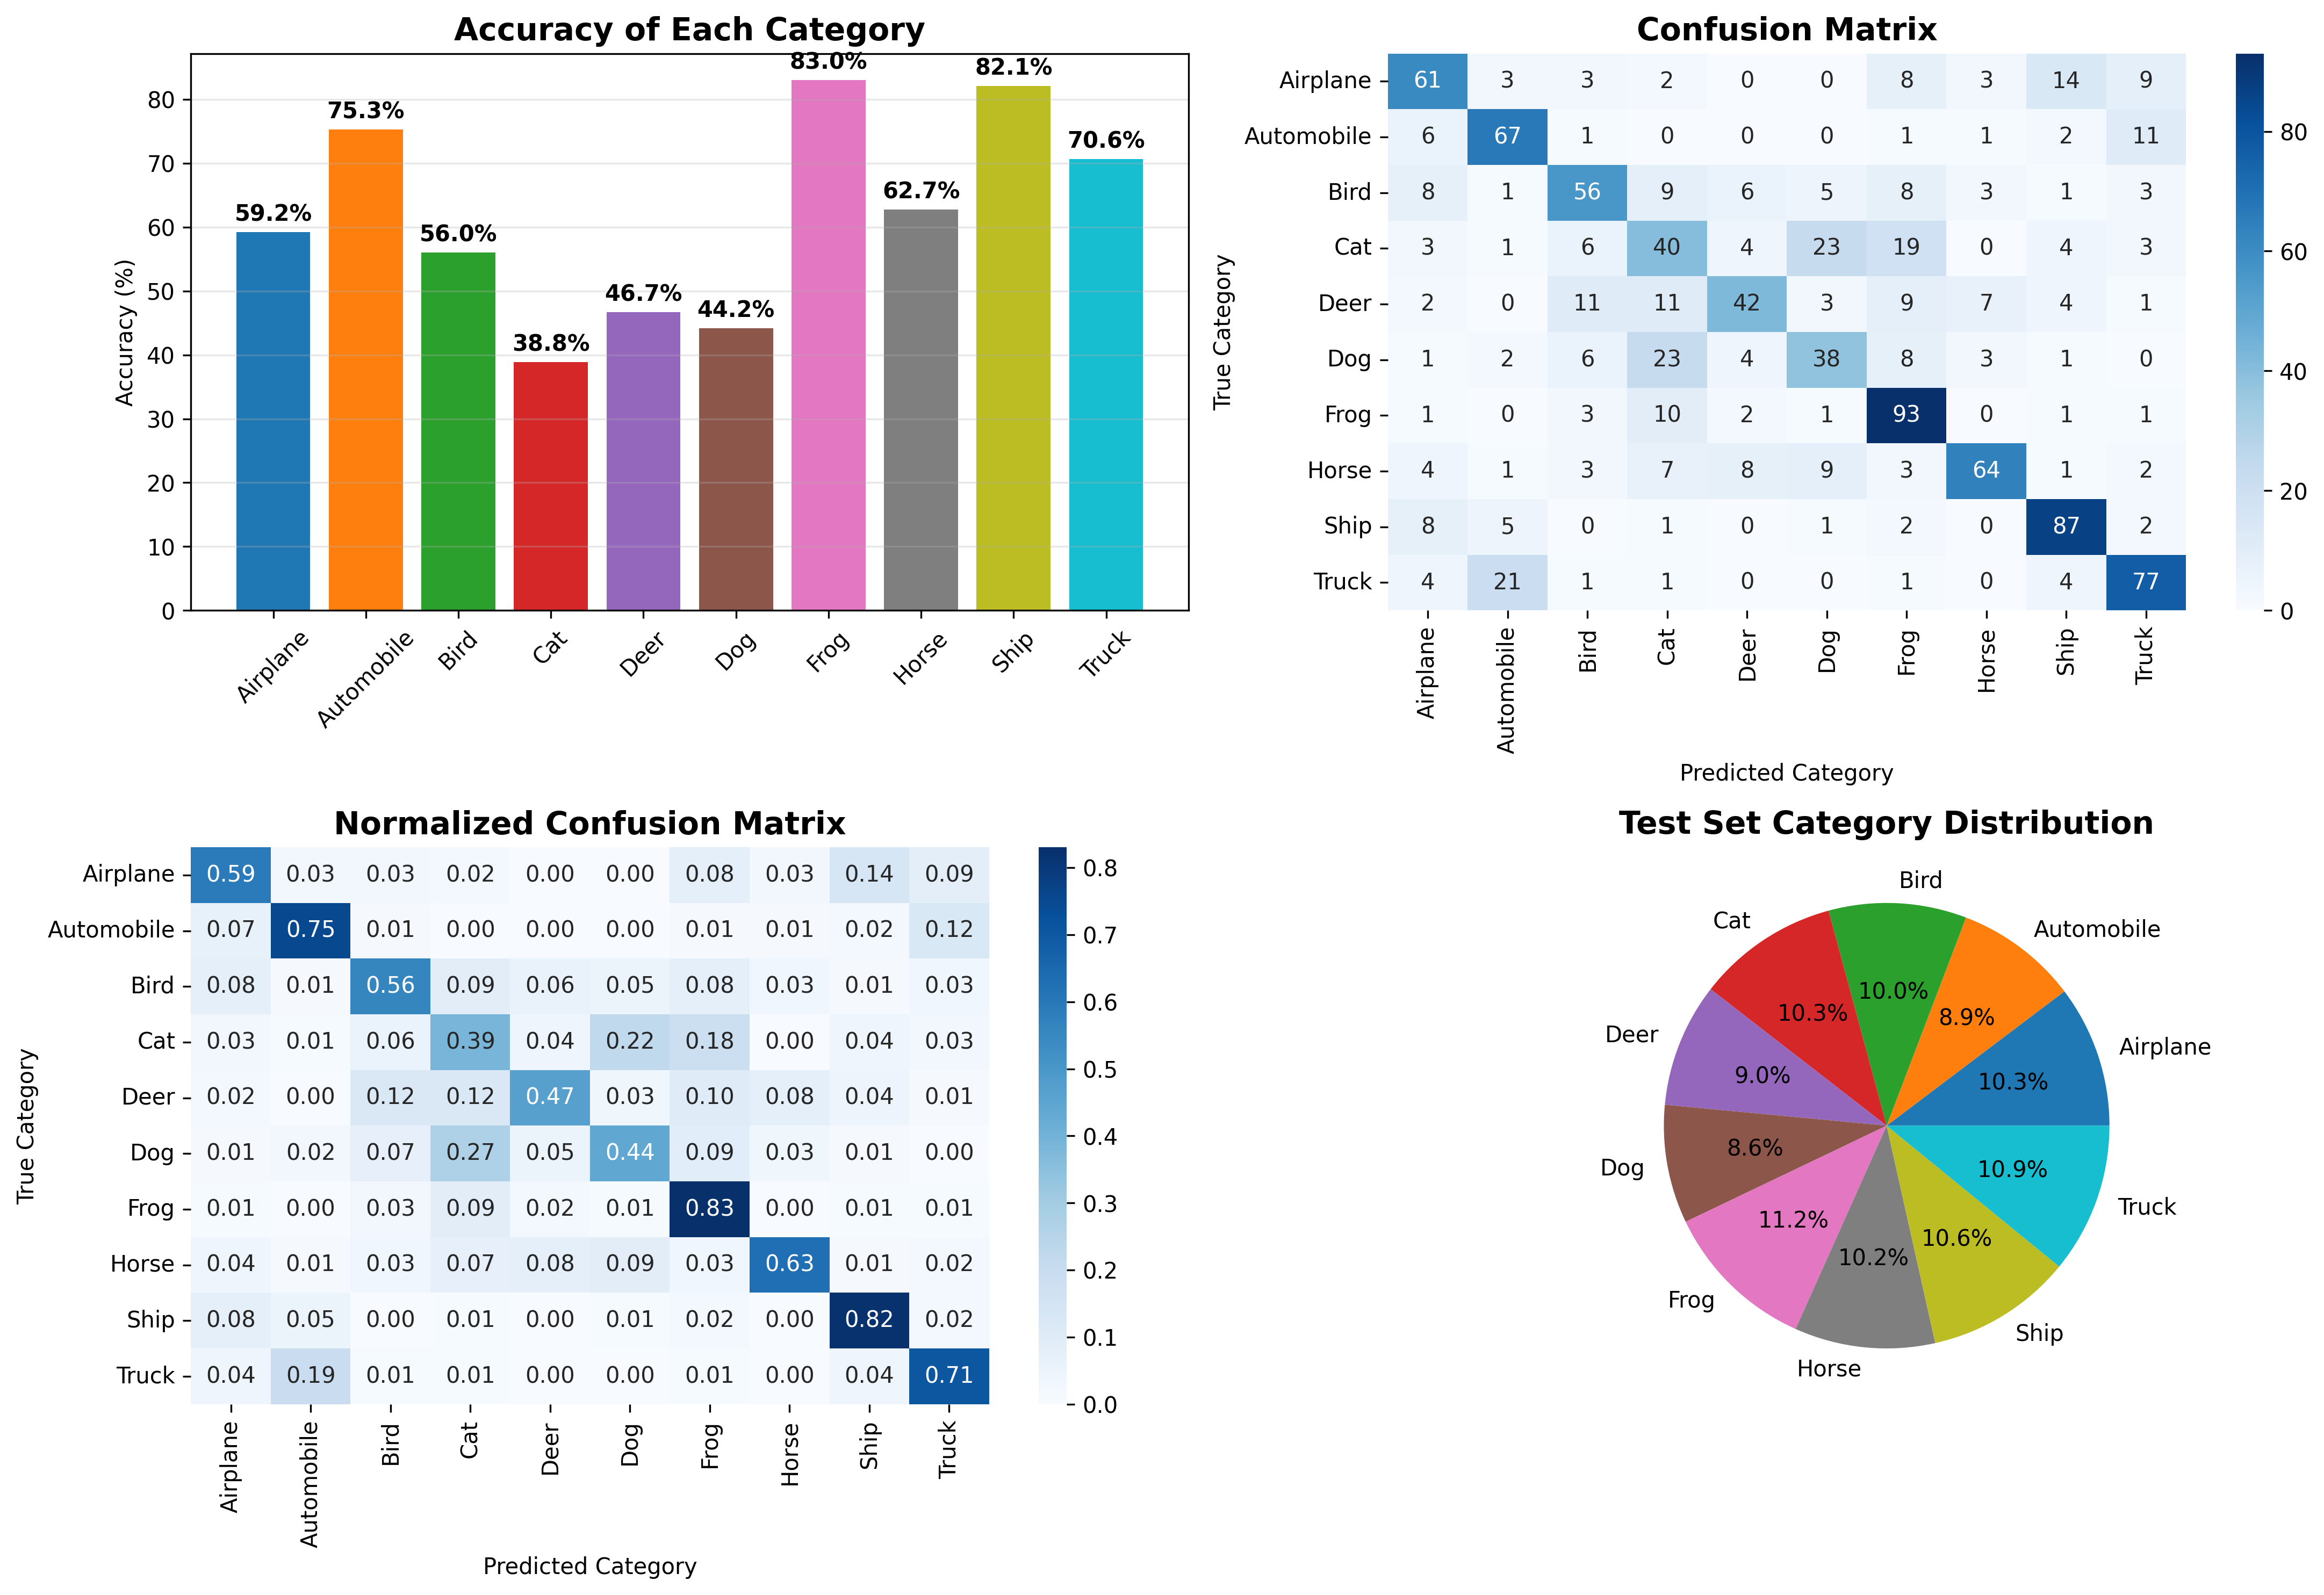 Accuracy of Each Category
Accuracy (%)
80
70
60
50
40
30
20
10
0
59.2%
75.3%
56.0%
38.8%
46.7%
44.2%
83.0%
62.7%
82.1%
70.6%
Airplane
Automobile
Bird
Cat
Deer
Dog
Frog
Horse
Ship
Truck
Confusion Matrix
True Category
Airplane 61 3 3 2 0 0 8 3 14 9
Automobile 6 67 1 0 0 0 1 1 2 11
Bird 8 1 56 9 6 5 8 3 1 3
Cat 3 1 6 40 4 23 19 0 4 3
Deer 2 0 11 11 42 3 9 7 4 1
Dog 1 2 6 23 4 38 8 3 1 0
Frog 1 0 3 10 2 1 93 0 1 1
Horse 4 1 3 7 8 9 3 64 1 2
Ship 8 5 0 1 0 1 2 0 87 2
Truck 4 21 1 1 0 0 1 0 4 77
Airplane
Automobile
Bird
Cat
Deer
Dog
Frog
Horse
Ship
Truck
Predicted Category
80
60
40
20
0
Normalized Confusion Matrix
True Category
Airplane 0.59 0.03 0.03 0.02 0.00 0.00 0.08 0.03 0.14 0.09
Automobile 0.07 0.75 0.01 0.00 0.00 0.00 0.01 0.01 0.02 0.12
Bird 0.08 0.01 0.56 0.09 0.06 0.05 0.08 0.03 0.01 0.03
Cat 0.03 0.01 0.06 0.39 0.04 0.22 0.18 0.00 0.04 0.03
Deer 0.02 0.00 0.12 0.12 0.47 0.03 0.10 0.08 0.04 0.01
Dog 0.01 0.02 0.07 0.27 0.05 0.44 0.09 0.03 0.01 0.00
Frog 0.01 0.00 0.03 0.09 0.02 0.01 0.83 0.00 0.01 0.01
Horse 0.04 0.01 0.03 0.07 0.08 0.09 0.03 0.63 0.01 0.02
Ship 0.08 0.05 0.00 0.01 0.00 0.01 0.02 0.00 0.82 0.02
Truck 0.04 0.19 0.01 0.01 0.00 0.00 0.01 0.00 0.04 0.71
Airplane
Automobile
Bird
Cat
Deer
Dog
Frog
Horse
Ship
Truck
Predicted Category
0.8
0.7
0.6
0.5
0.4
0.3
0.2
0.1
0.0
Test Set Category Distribution
Airplane
10.3%
Automobile
8.9%
Bird
10.0%
Cat
10.3%
Deer
9.0%
Dog
8.6%
Frog
11.2%
Horse
10.2%
Ship
10.6%
Truck
10.9%